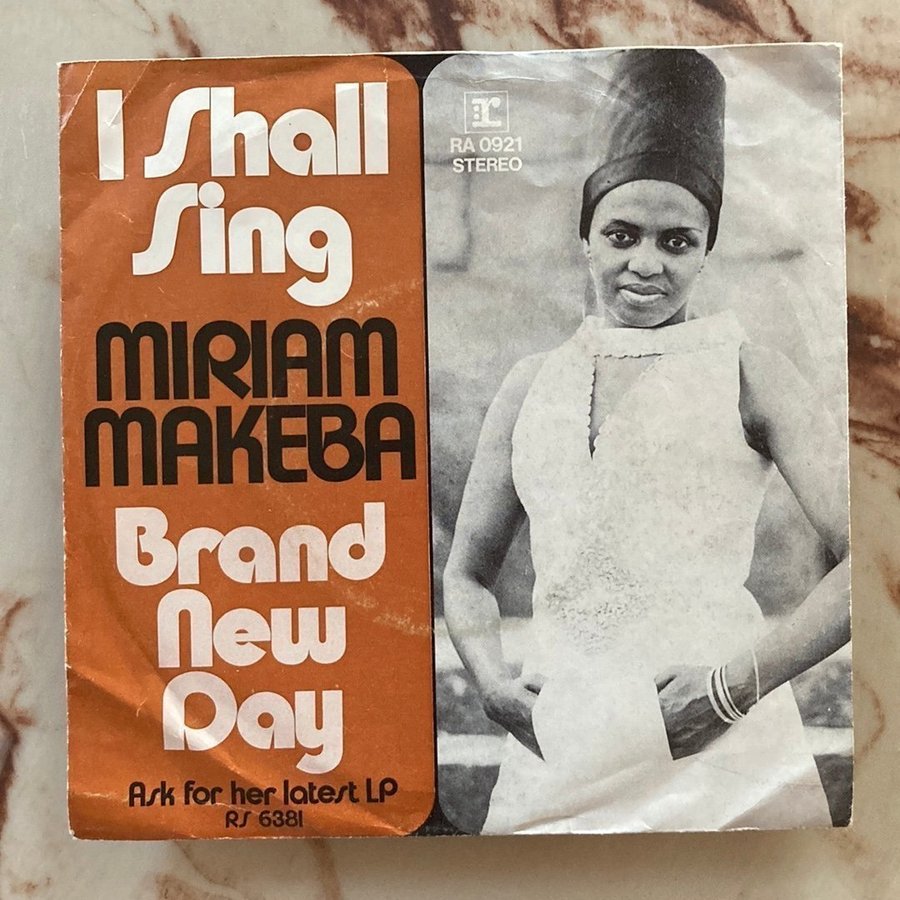 I Shall
Sing
MIRIAM
MAKEBA
Brand
New
Day
Ask for her latest LP
RS 6381
r
RA 0921
STEREO